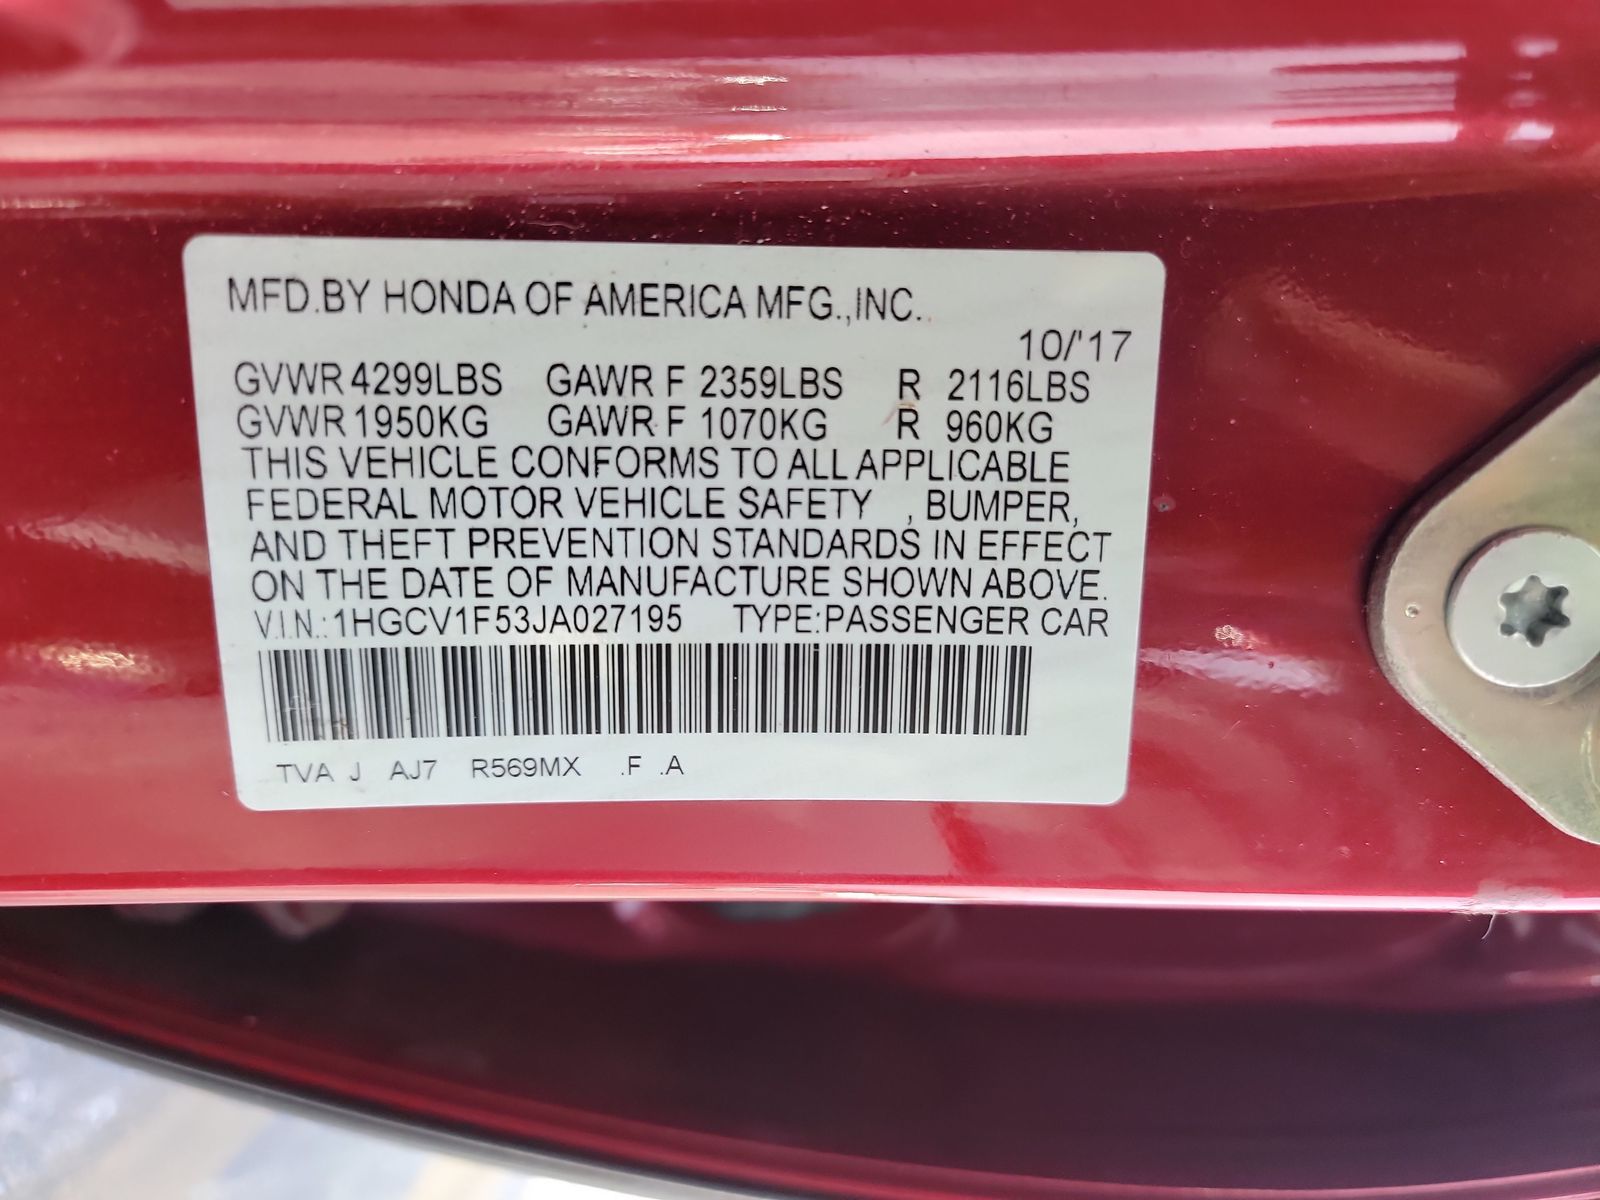 MFD.BY HONDA OF AMERICA MFG.,INC.
10/'17
GVWR 4299LBS GAWR F 2359LBS R 2116LBS
GVWR 1950KG GAWR F 1070KG R 960KG
THIS VEHICLE CONFORMS TO ALL APPLICABLE
FEDERAL MOTOR VEHICLE SAFETY , BUMPER,
AND THEFT PREVENTION STANDARDS IN EFFECT
ON THE DATE OF MANUFACTURE SHOWN ABOVE.
V.I.N.:1HGCV1F53JA027195 TYPE:PASSENGER CAR
TVA J AJ7 R569MX .F .A